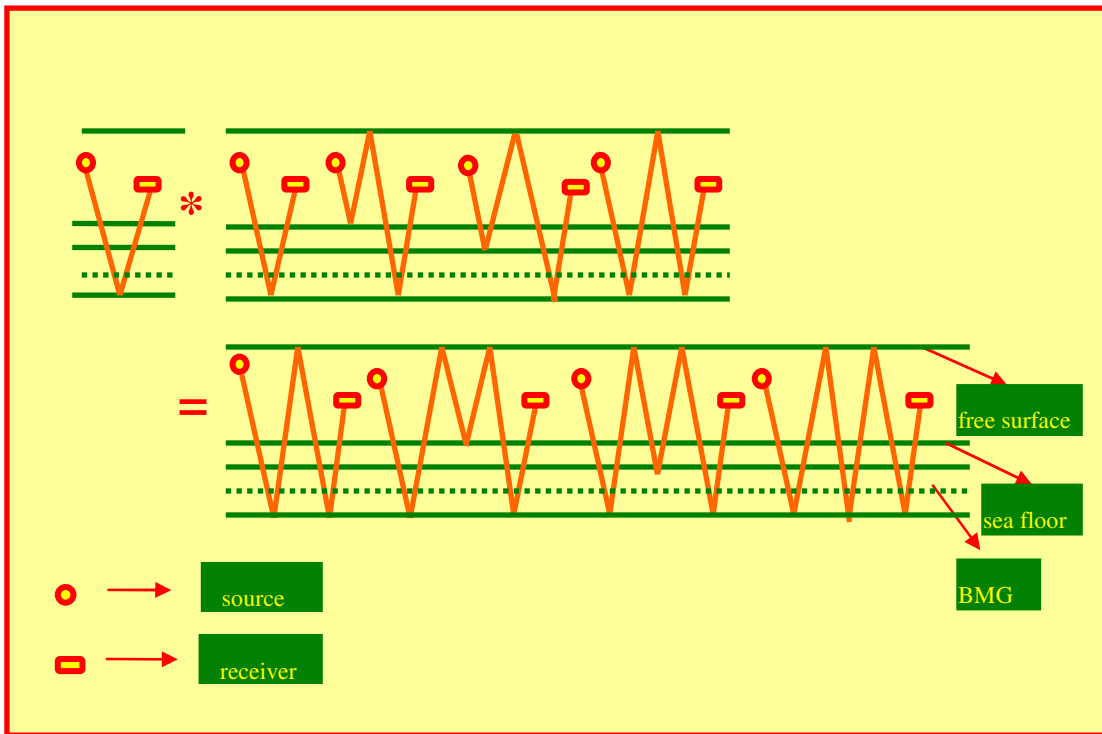 *
=
free surface
sea floor
BMG
source
receiver